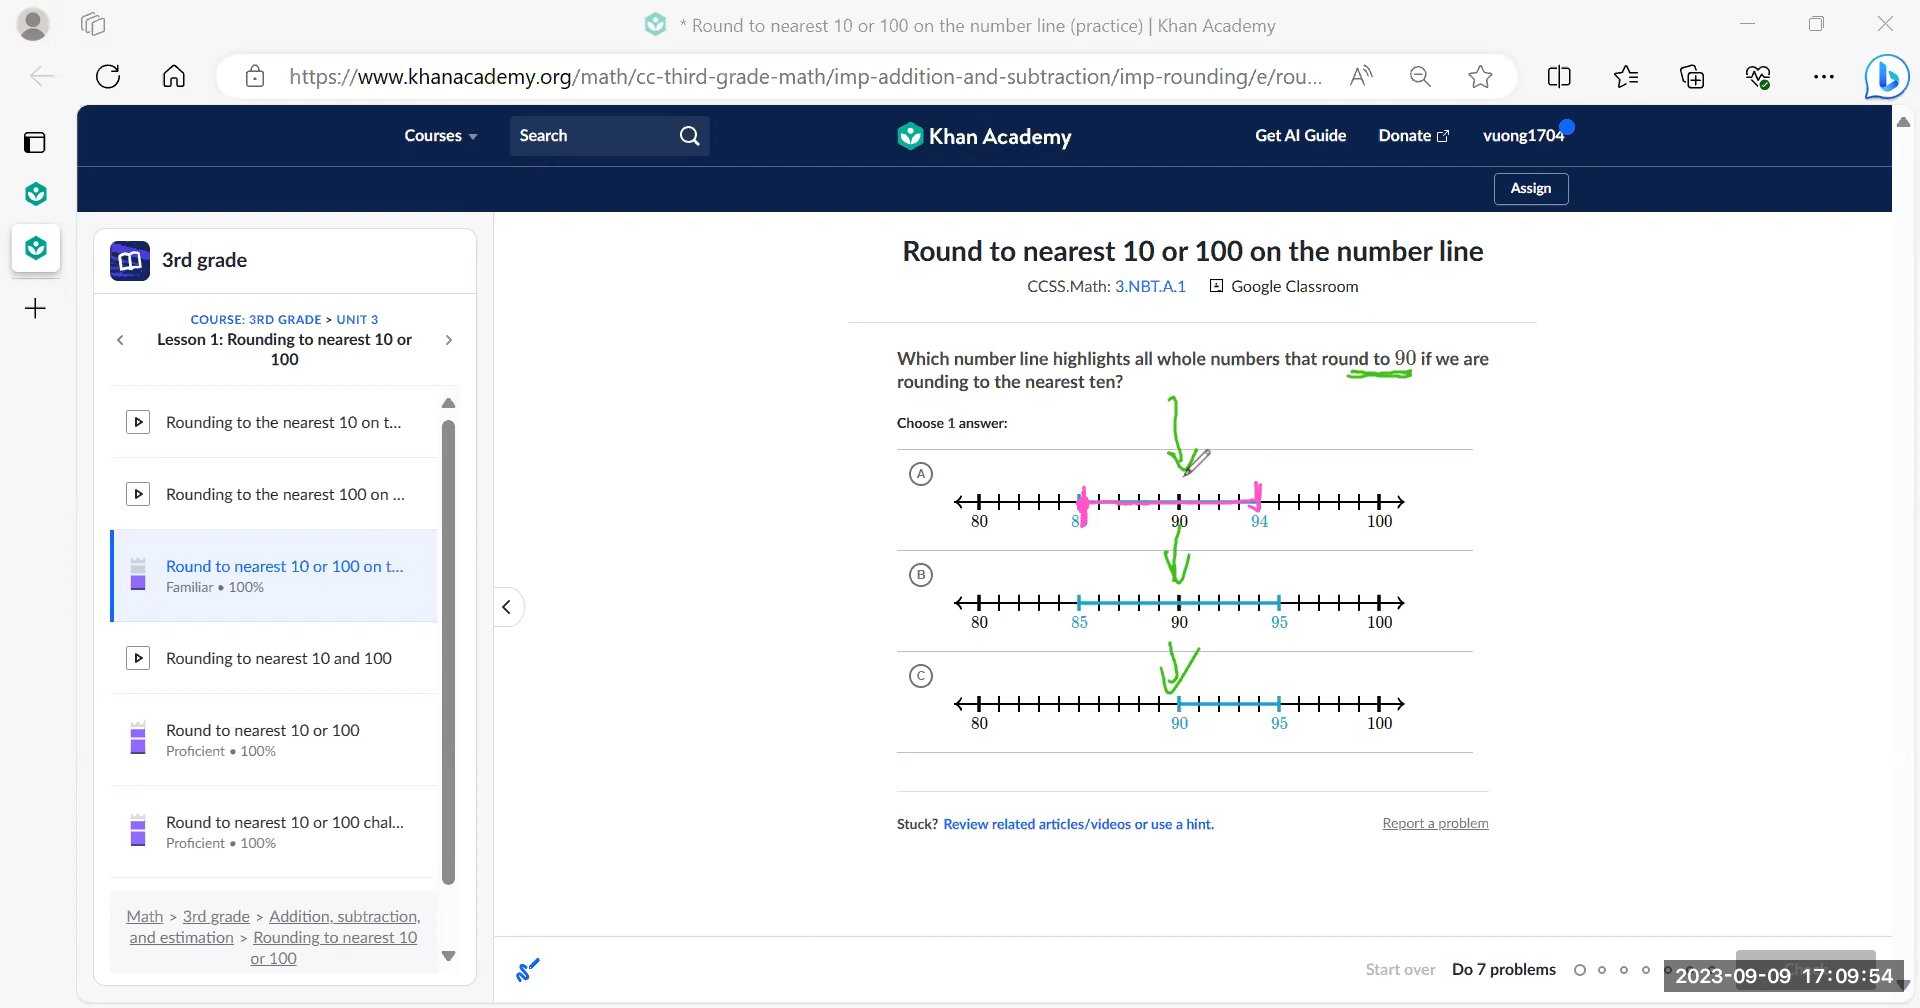 * Round to nearest 10 or 100 on the number line (practice) | Khan Academy
https://www.khanacademy.org/math/cc-third-grade-math/imp-addition-and-subtraction/imp-rounding/e/rou...
Courses
Search
Khan Academy
Get AI Guide
Donate
vuong1704
Assign
3rd grade
COURSE: 3RD GRADE > UNIT 3
Lesson 1: Rounding to nearest 10 or
100
Rounding to the nearest 10 on t...
Rounding to the nearest 100 on ...
Round to nearest 10 or 100 on t...
Familiar • 100%
Rounding to nearest 10 and 100
Round to nearest 10 or 100
Proficient • 100%
Round to nearest 10 or 100 chal...
Proficient • 100%
Math > 3rd grade > Addition, subtraction,
and estimation > Rounding to nearest 10
or 100
Round to nearest 10 or 100 on the number line
CCSS.Math: 3.NBT.A.1 Google Classroom
Which number line highlights all whole numbers that round to 90 if we are
rounding to the nearest ten?
Choose 1 answer:
A
80 90 94 100
B
80 85 90 95 100
C
80 90 95 100
Stuck? Review related articles/videos or use a hint.
Report a problem
Start over
Do 7 problems
2023-09-09 17:09:54